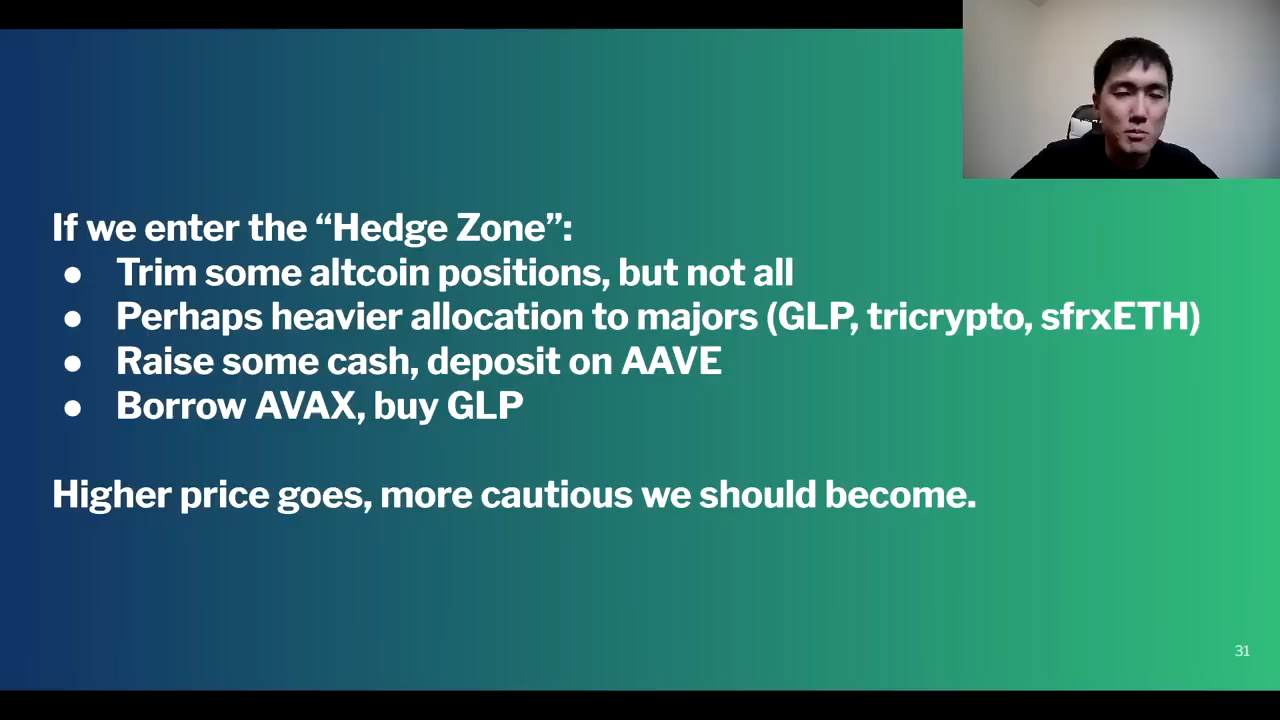 If we enter the “Hedge Zone”:
● Trim some altcoin positions, but not all
● Perhaps heavier allocation to majors (GLP, tricrypto, sfrxETH)
● Raise some cash, deposit on AAVE
● Borrow AVAX, buy GLP
Higher price goes, more cautious we should become.
31